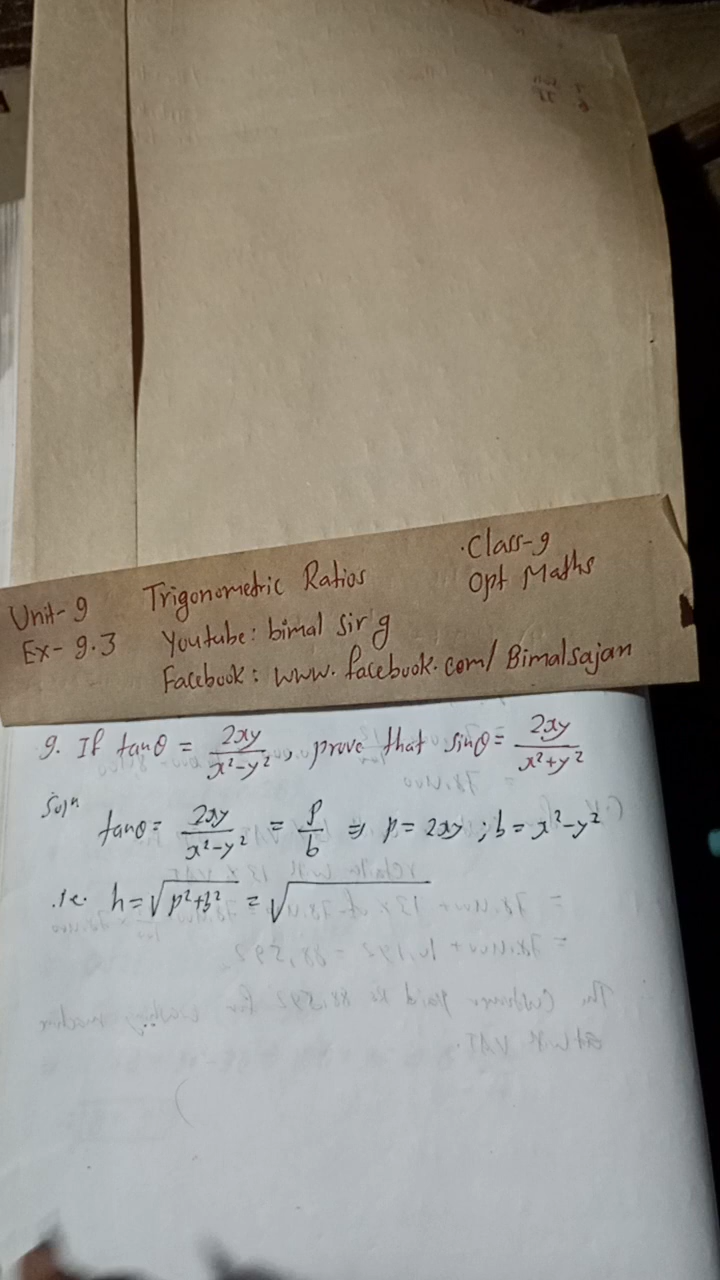 Unit-9 Trigonometric Ratios Class-9
Ex-9.3 Youtube: bimal sir g Opt Maths
Facebook: www.facebook.com/Bimalsajan
9. If tanθ = 2xy/x²-y², prove that sinθ = 2xy/x²+y²
Soln
tanθ = 2xy/x²-y² = p/b ⇒ p = 2xy ; b = x²-y²
i.e. h = √p²+b² = √